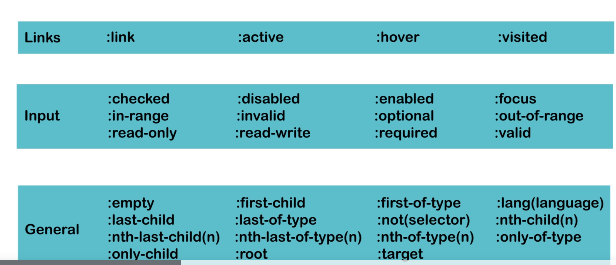 Links :link :active :hover :visited
:checked :disabled :enabled :focus
Input :in-range :invalid :optional :out-of-range
:read-only :read-write :required :valid
:empty :first-child :first-of-type :lang(language)
:last-child :last-of-type :not(selector) :nth-child(n)
General :nth-last-child(n) :nth-last-of-type(n) :nth-of-type(n) :only-of-type
:only-child :root :target